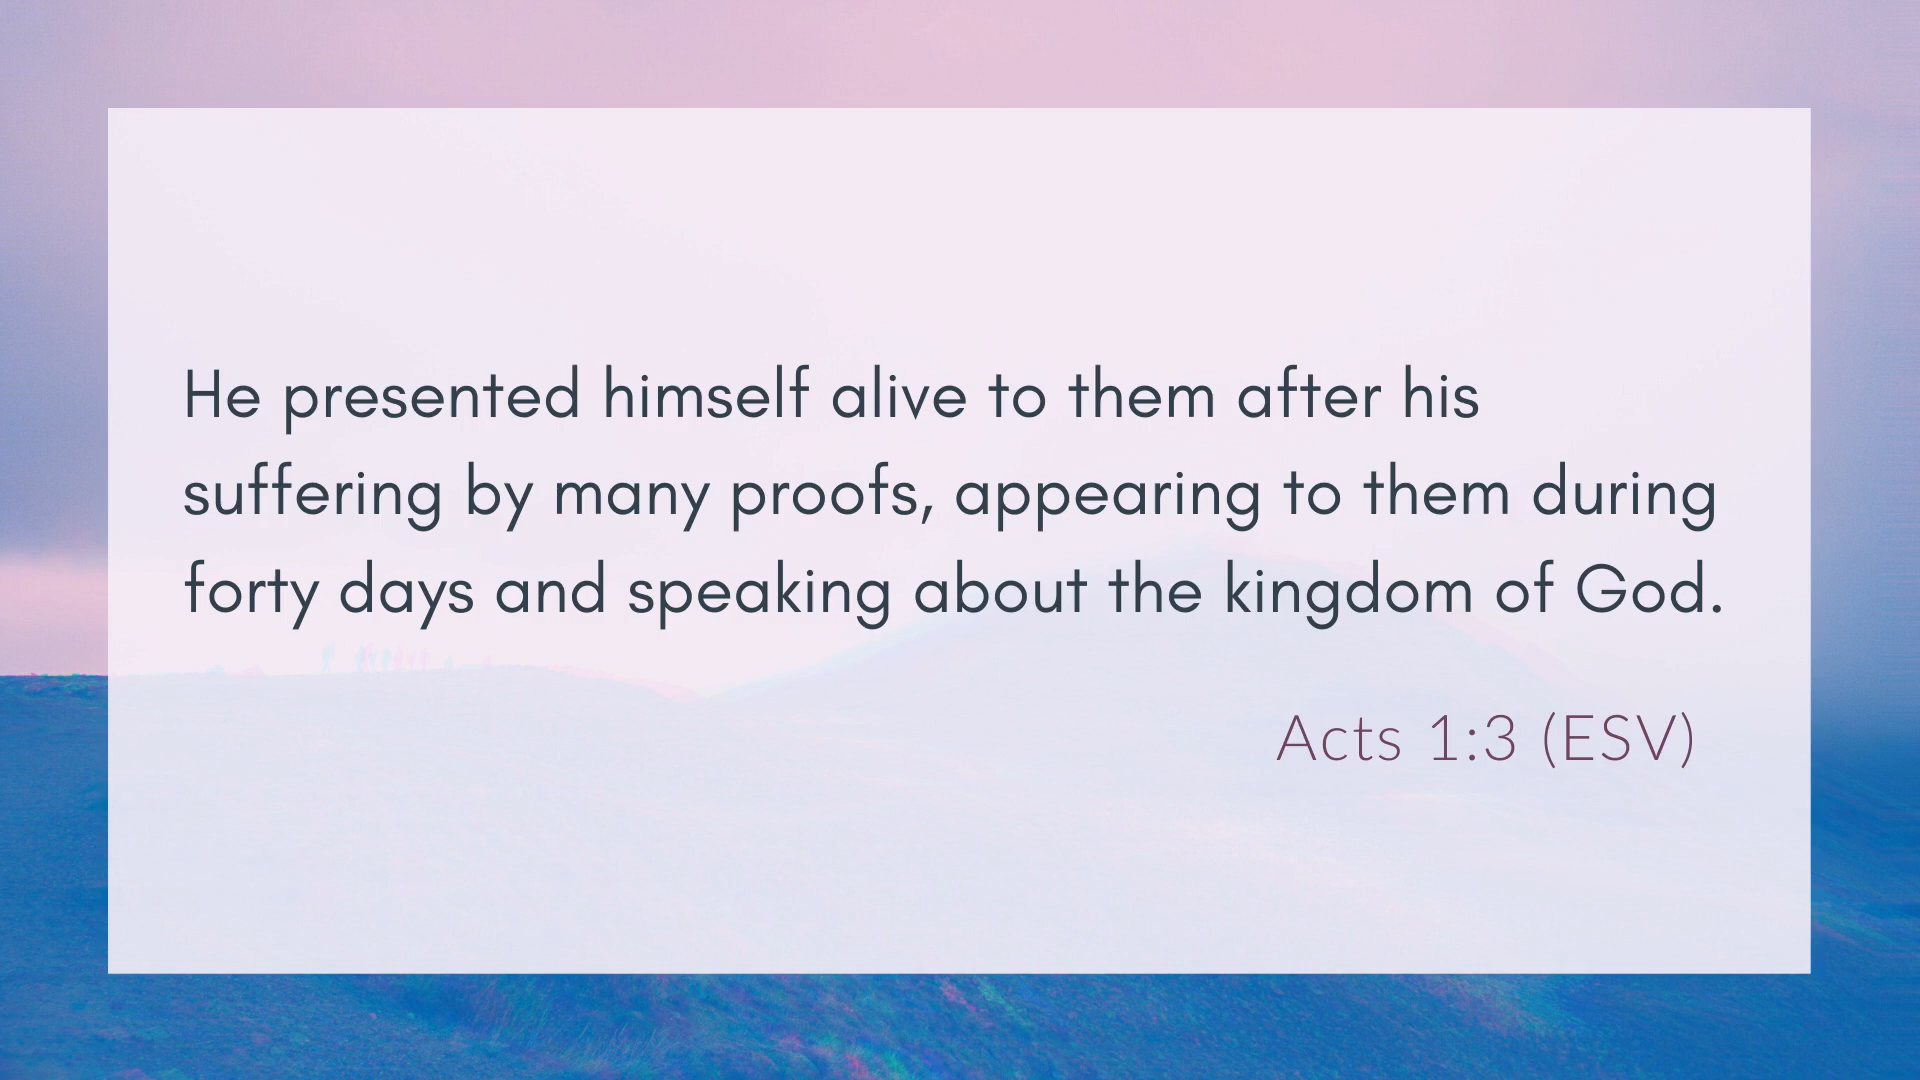 He presented himself alive to them after his
suffering by many proofs, appearing to them during
forty days and speaking about the kingdom of God.
Acts 1:3 (ESV)